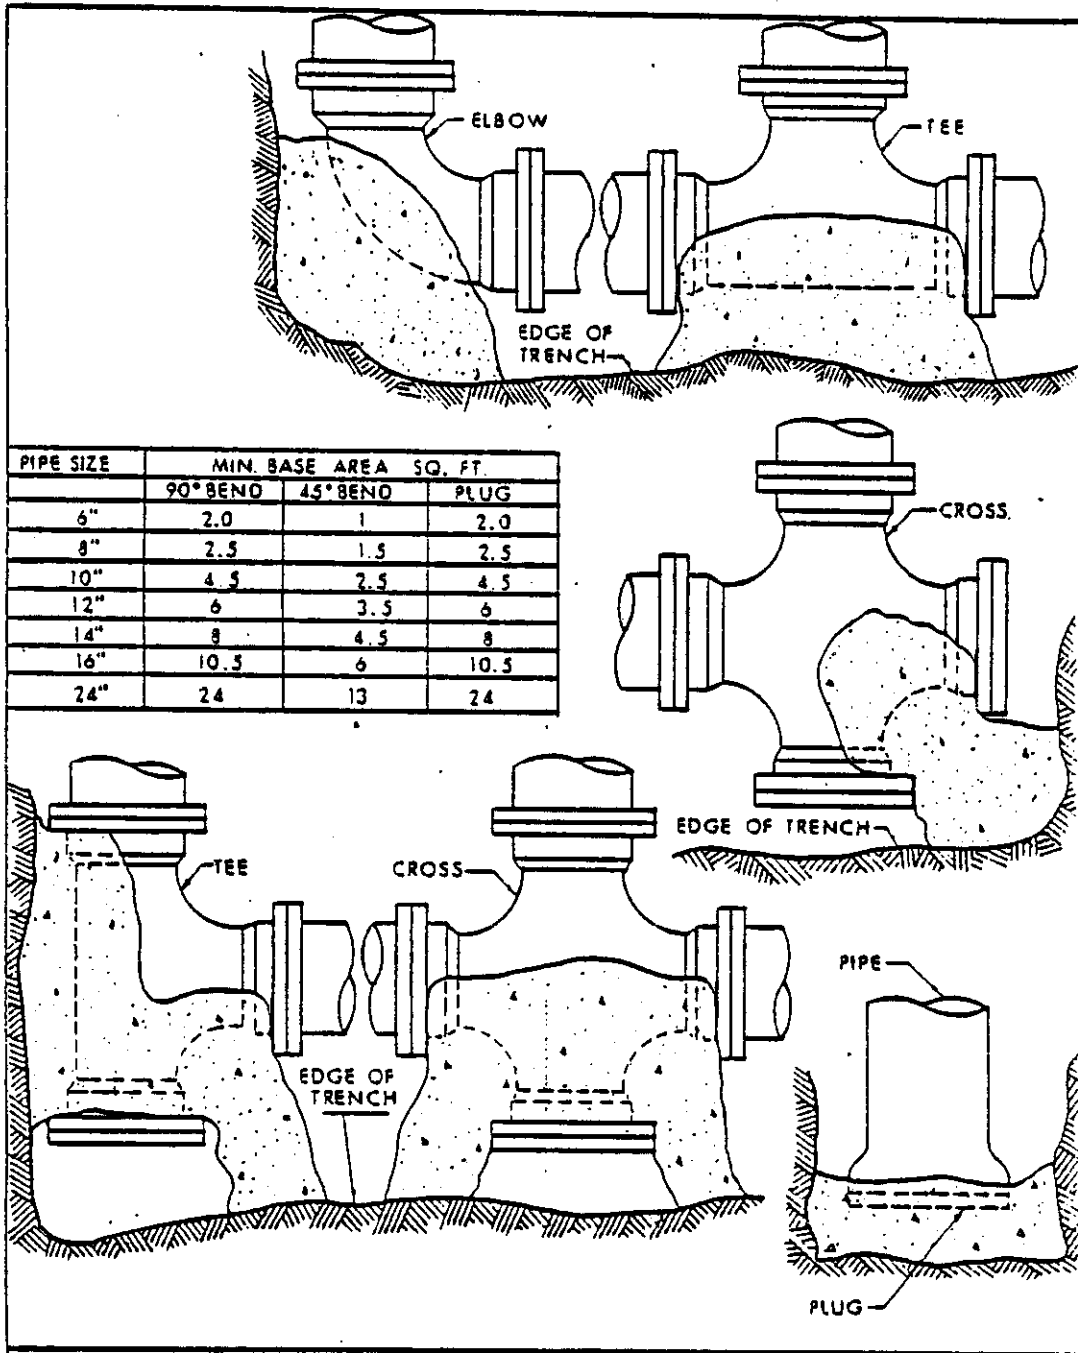 ELBOW
TEE
EDGE OF
TRENCH
PIPE SIZE MIN. BASE AREA SQ. FT.
90° BEND 45° BEND PLUG
6" 2.0 1 2.0
8" 2.5 1.5 2.5
10" 4.5 2.5 4.5
12" 6 3.5 6
14" 8 4.5 8
16" 10.5 6 10.5
24" 24 13 24
CROSS
EDGE OF TRENCH
TEE
CROSS
EDGE OF
TRENCH
PIPE
PLUG